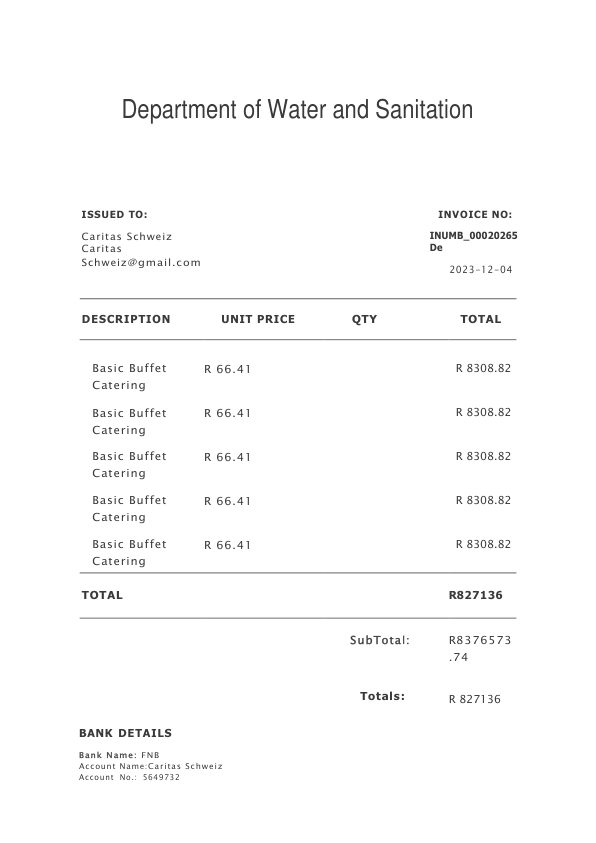 Department of Water and Sanitation
ISSUED TO: INVOICE NO:
Caritas Schweiz INUMB_00020265
Caritas De
Schweiz@gmail.com 2023-12-04
DESCRIPTION UNIT PRICE QTY TOTAL
Basic Buffet R 66.41 R 8308.82
Catering
Basic Buffet R 66.41 R 8308.82
Catering
Basic Buffet R 66.41 R 8308.82
Catering
Basic Buffet R 66.41 R 8308.82
Catering
Basic Buffet R 66.41 R 8308.82
Catering
TOTAL R827136
SubTotal: R8376573
.74
Totals: R 827136
BANK DETAILS
Bank Name: FNB
Account Name:Caritas Schweiz
Account No.: 5649732